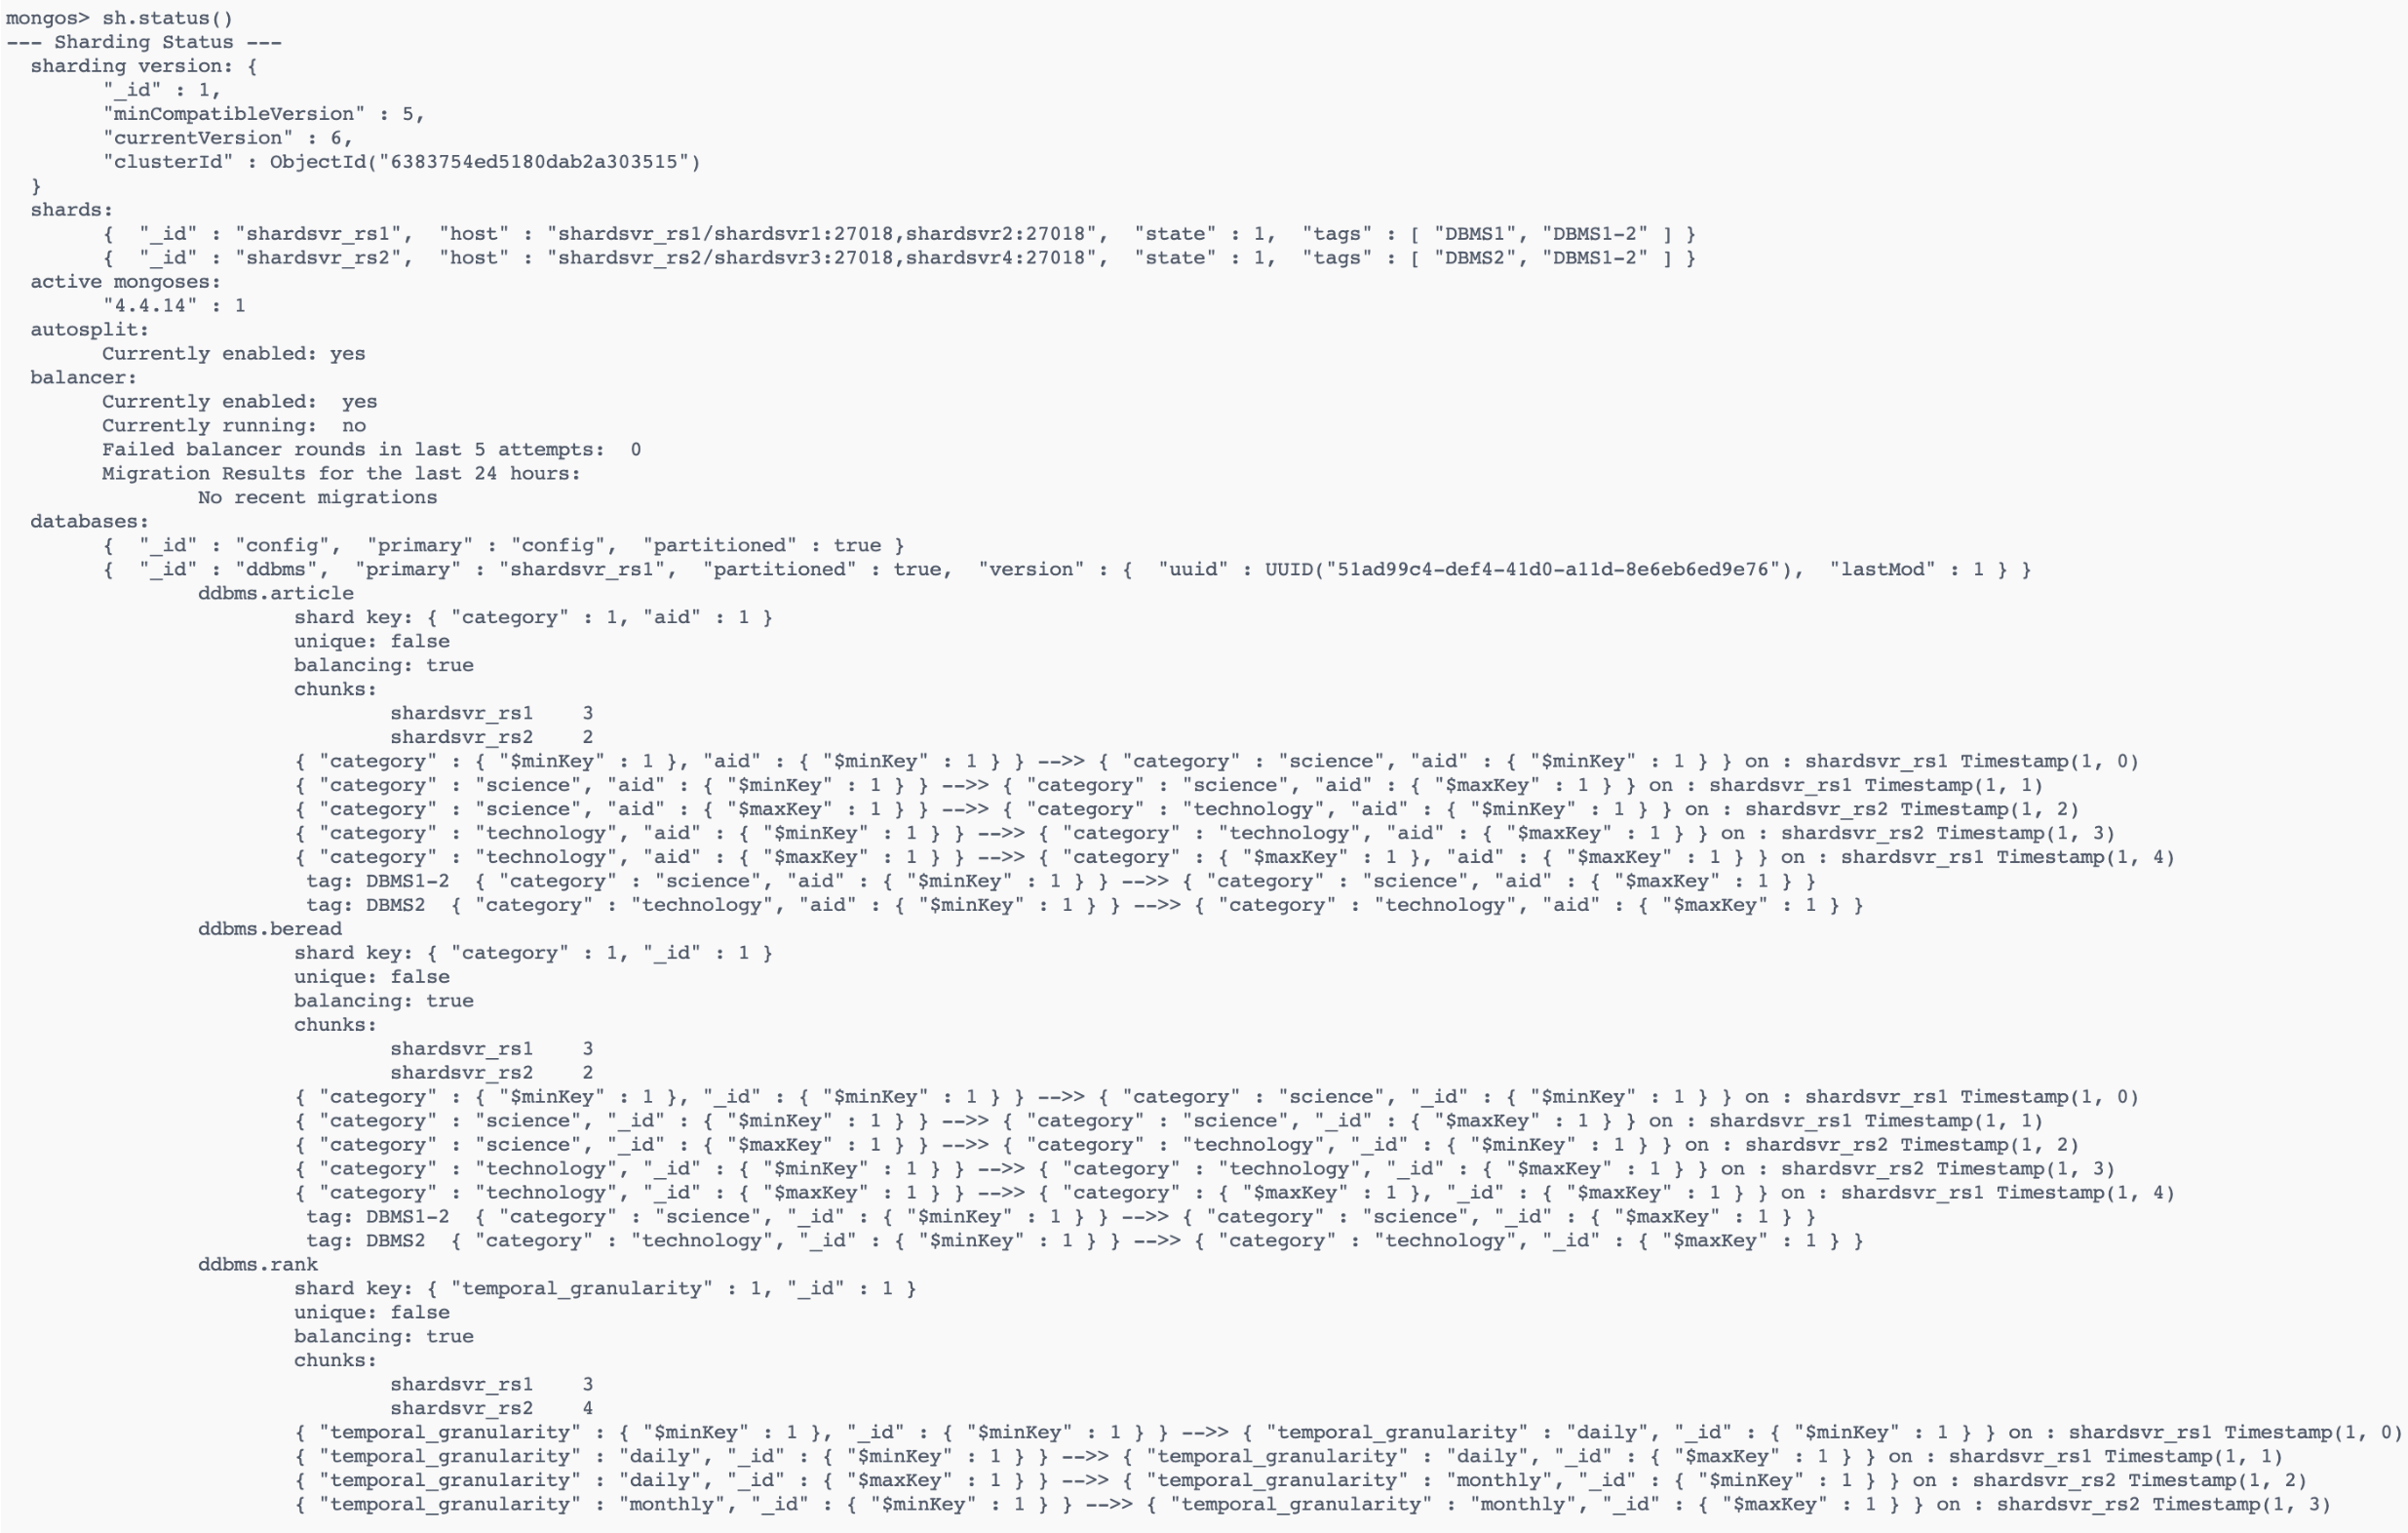 mongos> sh.status()
--- Sharding Status ---
  sharding version: {
        "_id" : 1,
        "minCompatibleVersion" : 5,
        "currentVersion" : 6,
        "clusterId" : ObjectId("6383754ed5180dab2a303515")
  }
  shards:
        {  "_id" : "shardsvr_rs1",  "host" : "shardsvr_rs1/shardsvr1:27018,shardsvr2:27018",  "state" : 1,  "tags" : [ "DBMS1", "DBMS1-2" ] }
        {  "_id" : "shardsvr_rs2",  "host" : "shardsvr_rs2/shardsvr3:27018,shardsvr4:27018",  "state" : 1,  "tags" : [ "DBMS2", "DBMS1-2" ] }
  active mongoses:
        "4.4.14" : 1
  autosplit:
        Currently enabled: yes
  balancer:
        Currently enabled:  yes
        Currently running:  no
        Failed balancer rounds in last 5 attempts:  0
        Migration Results for the last 24 hours:
                No recent migrations
  databases:
        {  "_id" : "config",  "primary" : "config",  "partitioned" : true }
        {  "_id" : "ddbms",  "primary" : "shardsvr_rs1",  "partitioned" : true,  "version" : {  "uuid" : UUID("51ad99c4-def4-41d0-a11d-8e6eb6ed9e76"),  "lastMod" : 1 } }
                ddbms.article
                        shard key: { "category" : 1, "aid" : 1 }
                        unique: false
                        balancing: true
                        chunks:
                                shardsvr_rs1    3
                                shardsvr_rs2    2
                        { "category" : { "$minKey" : 1 }, "aid" : { "$minKey" : 1 } } -->> { "category" : "science", "aid" : { "$minKey" : 1 } } on : shardsvr_rs1 Timestamp(1, 0)
                        { "category" : "science", "aid" : { "$minKey" : 1 } } -->> { "category" : "science", "aid" : { "$maxKey" : 1 } } on : shardsvr_rs1 Timestamp(1, 1)
                        { "category" : "science", "aid" : { "$maxKey" : 1 } } -->> { "category" : "technology", "aid" : { "$minKey" : 1 } } on : shardsvr_rs2 Timestamp(1, 2)
                        { "category" : "technology", "aid" : { "$minKey" : 1 } } -->> { "category" : "technology", "aid" : { "$maxKey" : 1 } } on : shardsvr_rs2 Timestamp(1, 3)
                        { "category" : "technology", "aid" : { "$maxKey" : 1 } } -->> { "category" : { "$maxKey" : 1 }, "aid" : { "$maxKey" : 1 } } on : shardsvr_rs1 Timestamp(1, 4)
                         tag: DBMS1-2  { "category" : "science", "aid" : { "$minKey" : 1 } } -->> { "category" : "science", "aid" : { "$maxKey" : 1 } }
                         tag: DBMS2  { "category" : "technology", "aid" : { "$minKey" : 1 } } -->> { "category" : "technology", "aid" : { "$maxKey" : 1 } }
                ddbms.beread
                        shard key: { "category" : 1, "_id" : 1 }
                        unique: false
                        balancing: true
                        chunks:
                                shardsvr_rs1    3
                                shardsvr_rs2    2
                        { "category" : { "$minKey" : 1 }, "_id" : { "$minKey" : 1 } } -->> { "category" : "science", "_id" : { "$minKey" : 1 } } on : shardsvr_rs1 Timestamp(1, 0)
                        { "category" : "science", "_id" : { "$minKey" : 1 } } -->> { "category" : "science", "_id" : { "$maxKey" : 1 } } on : shardsvr_rs1 Timestamp(1, 1)
                        { "category" : "science", "_id" : { "$maxKey" : 1 } } -->> { "category" : "technology", "_id" : { "$minKey" : 1 } } on : shardsvr_rs2 Timestamp(1, 2)
                        { "category" : "technology", "_id" : { "$minKey" : 1 } } -->> { "category" : "technology", "_id" : { "$maxKey" : 1 } } on : shardsvr_rs2 Timestamp(1, 3)
                        { "category" : "technology", "_id" : { "$maxKey" : 1 } } -->> { "category" : { "$maxKey" : 1 }, "_id" : { "$maxKey" : 1 } } on : shardsvr_rs1 Timestamp(1, 4)
                         tag: DBMS1-2  { "category" : "science", "_id" : { "$minKey" : 1 } } -->> { "category" : "science", "_id" : { "$maxKey" : 1 } }
                         tag: DBMS2  { "category" : "technology", "_id" : { "$minKey" : 1 } } -->> { "category" : "technology", "_id" : { "$maxKey" : 1 } }
                ddbms.rank
                        shard key: { "temporal_granularity" : 1, "_id" : 1 }
                        unique: false
                        balancing: true
                        chunks:
                                shardsvr_rs1    3
                                shardsvr_rs2    4
                        { "temporal_granularity" : { "$minKey" : 1 }, "_id" : { "$minKey" : 1 } } -->> { "temporal_granularity" : "daily", "_id" : { "$minKey" : 1 } } on : shardsvr_rs1 Timestamp(1, 0)
                        { "temporal_granularity" : "daily", "_id" : { "$minKey" : 1 } } -->> { "temporal_granularity" : "daily", "_id" : { "$maxKey" : 1 } } on : shardsvr_rs1 Timestamp(1, 1)
                        { "temporal_granularity" : "daily", "_id" : { "$maxKey" : 1 } } -->> { "temporal_granularity" : "monthly", "_id" : { "$minKey" : 1 } } on : shardsvr_rs2 Timestamp(1, 2)
                        { "temporal_granularity" : "monthly", "_id" : { "$minKey" : 1 } } -->> { "temporal_granularity" : "monthly", "_id" : { "$maxKey" : 1 } } on : shardsvr_rs2 Timestamp(1, 3)